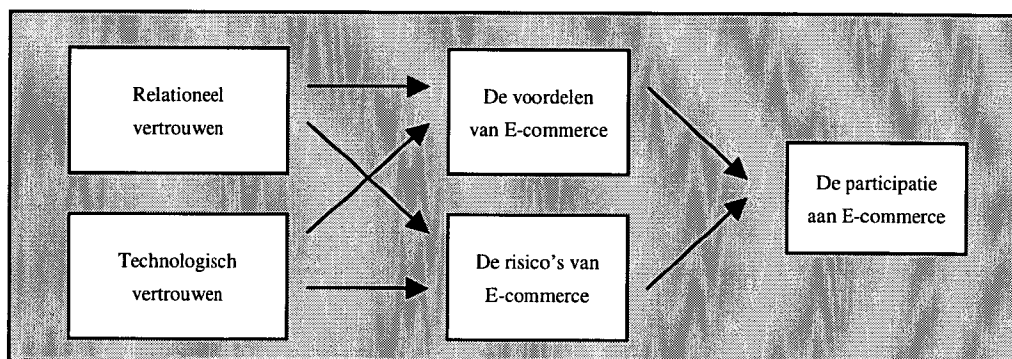 Relationeel
vertrouwen
De voordelen
van E-commerce
De participatie
aan E-commerce
Technologisch
vertrouwen
De risico's van
E-commerce